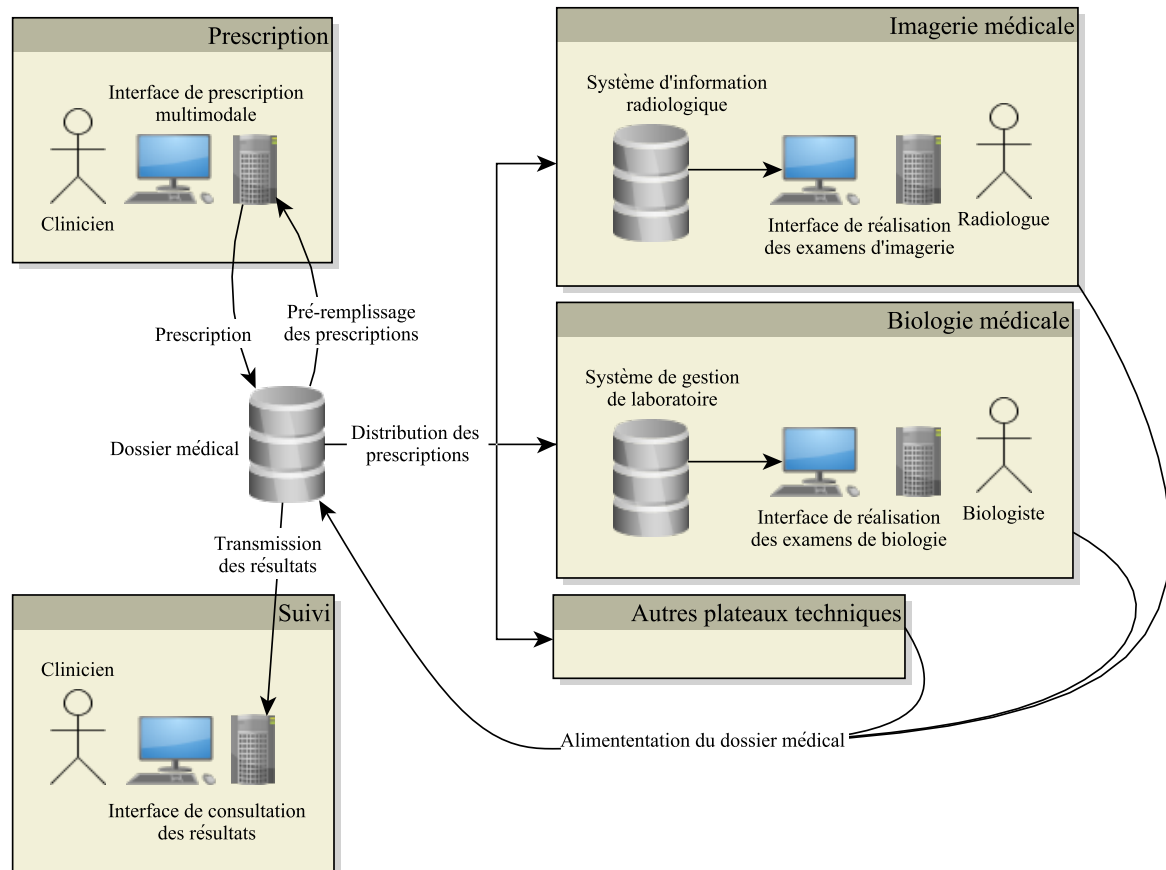 Prescription
Interface de prescription
multimodale
Clinicien
Prescription
Pré-remplissage
des prescriptions
Dossier médical
Distribution des
prescriptions
Transmission
des résultats
Suivi
Clinicien
Interface de consultation
des résultats
Imagerie médicale
Système d'information
radiologique
Interface de réalisation
des examens d'imagerie
Radiologue
Biologie médicale
Système de gestion
de laboratoire
Interface de réalisation
des examens de biologie
Biologiste
Autres plateaux techniques
Alimententation du dossier médical